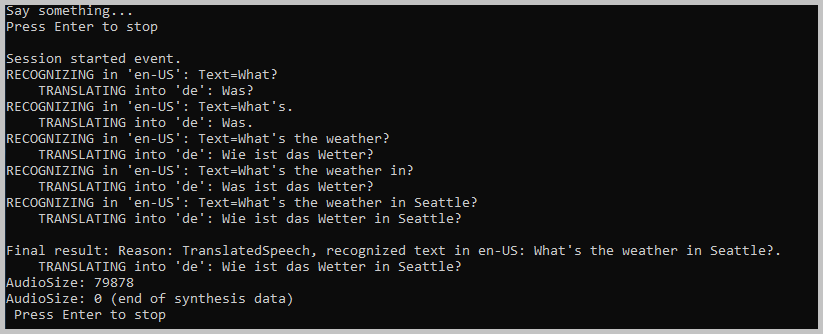 Say something...
Press Enter to stop
Session started event.
RECOGNIZING in 'en-US': Text=What?
TRANSLATING into 'de': Was?
RECOGNIZING in 'en-US': Text=What's.
TRANSLATING into 'de': Was.
RECOGNIZING in 'en-US': Text=What's the weather?
TRANSLATING into 'de': Wie ist das Wetter?
RECOGNIZING in 'en-US': Text=What's the weather in?
TRANSLATING into 'de': Was ist das Wetter?
RECOGNIZING in 'en-US': Text=What's the weather in Seattle?
TRANSLATING into 'de': Wie ist das Wetter in Seattle?
Final result: Reason: TranslatedSpeech, recognized text in en-US: What's the weather in Seattle?.
TRANSLATING into 'de': Wie ist das Wetter in Seattle?
AudioSize: 79878
AudioSize: 0 (end of synthesis data)
Press Enter to stop